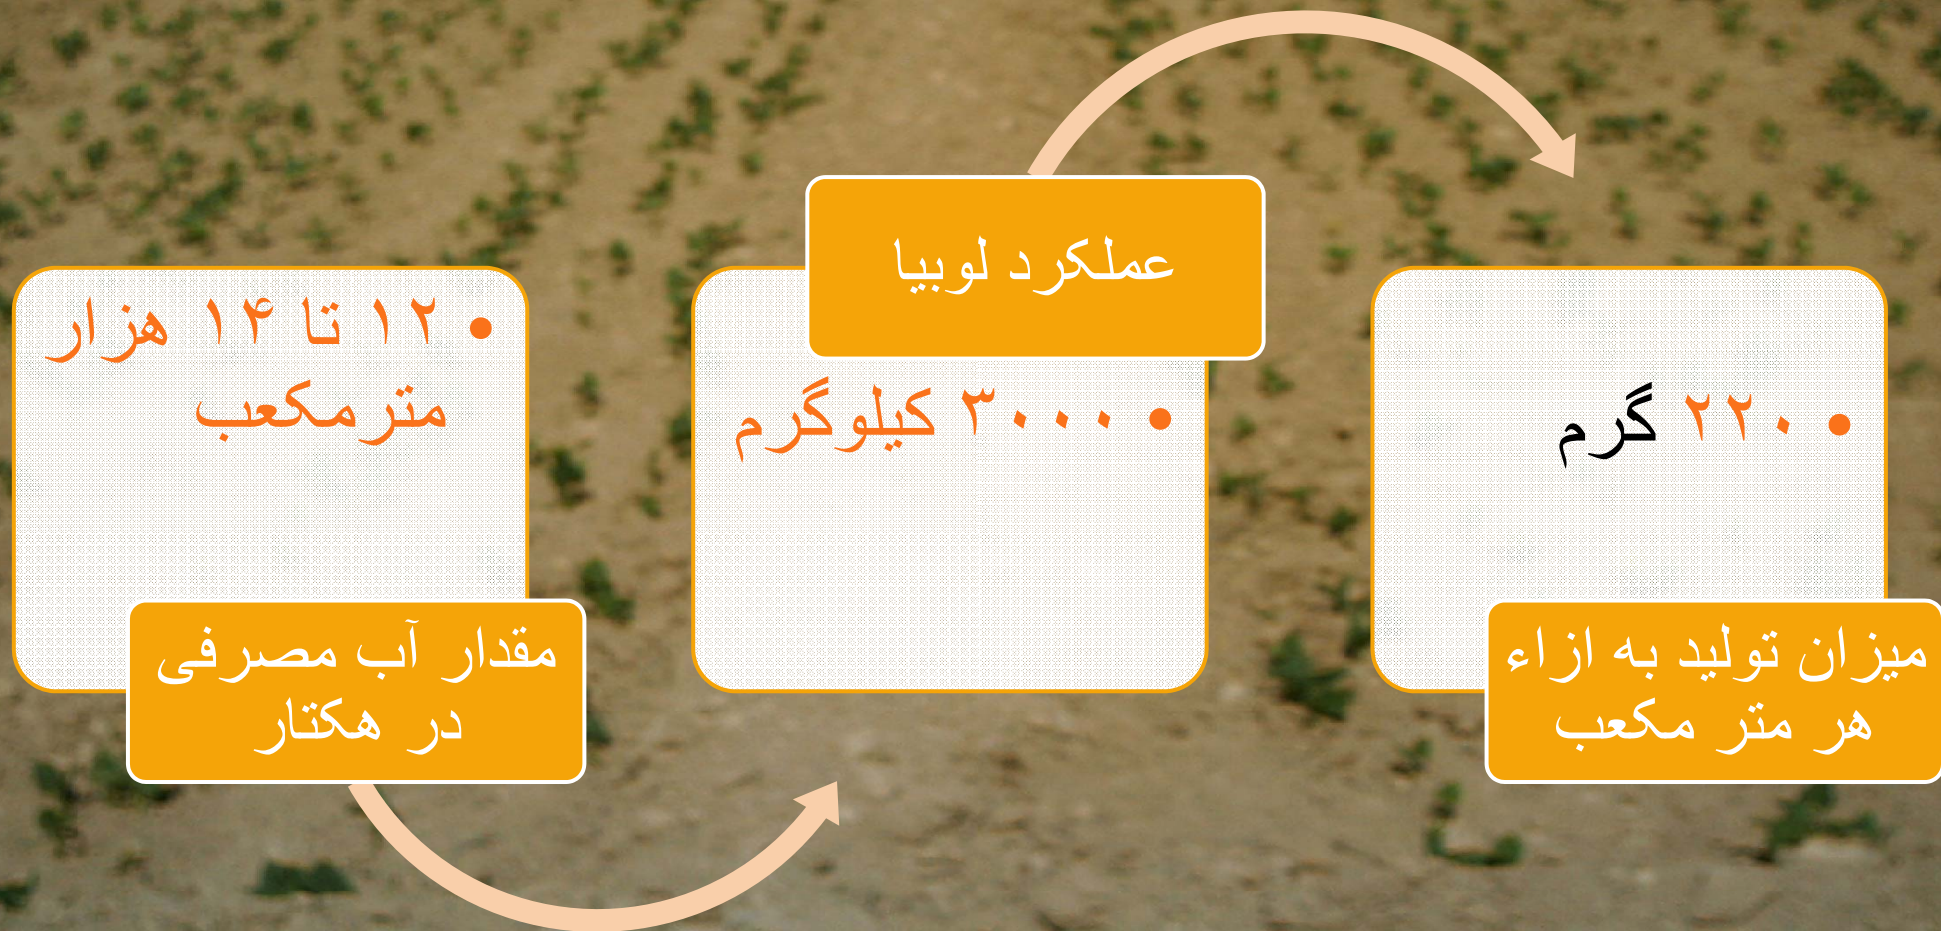 • ۱۲ تا ۱۴ هزار
مترمکعب
مقدار آب مصرفی
در هکتار
عملکرد لوبیا
• ۳۰۰۰ کیلوگرم
• ۲۲۰ گرم
میزان تولید به ازاء
هر متر مکعب